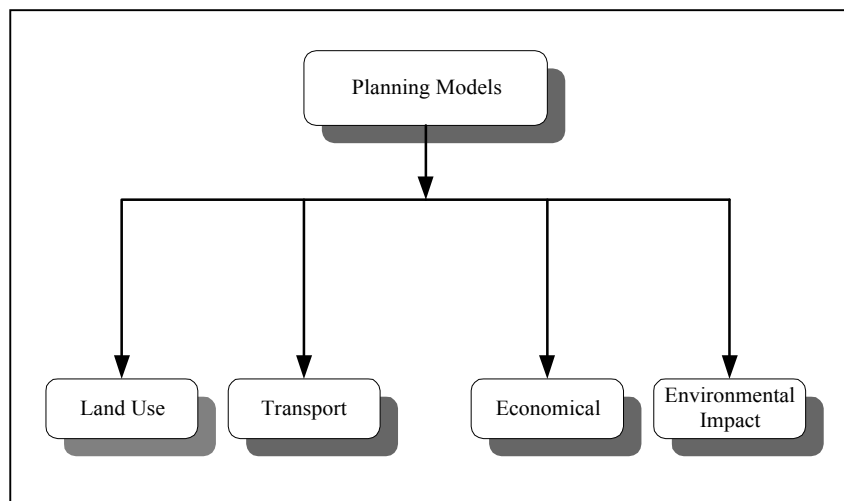 Planning Models
Land Use
Transport
Economical
Environmental
Impact